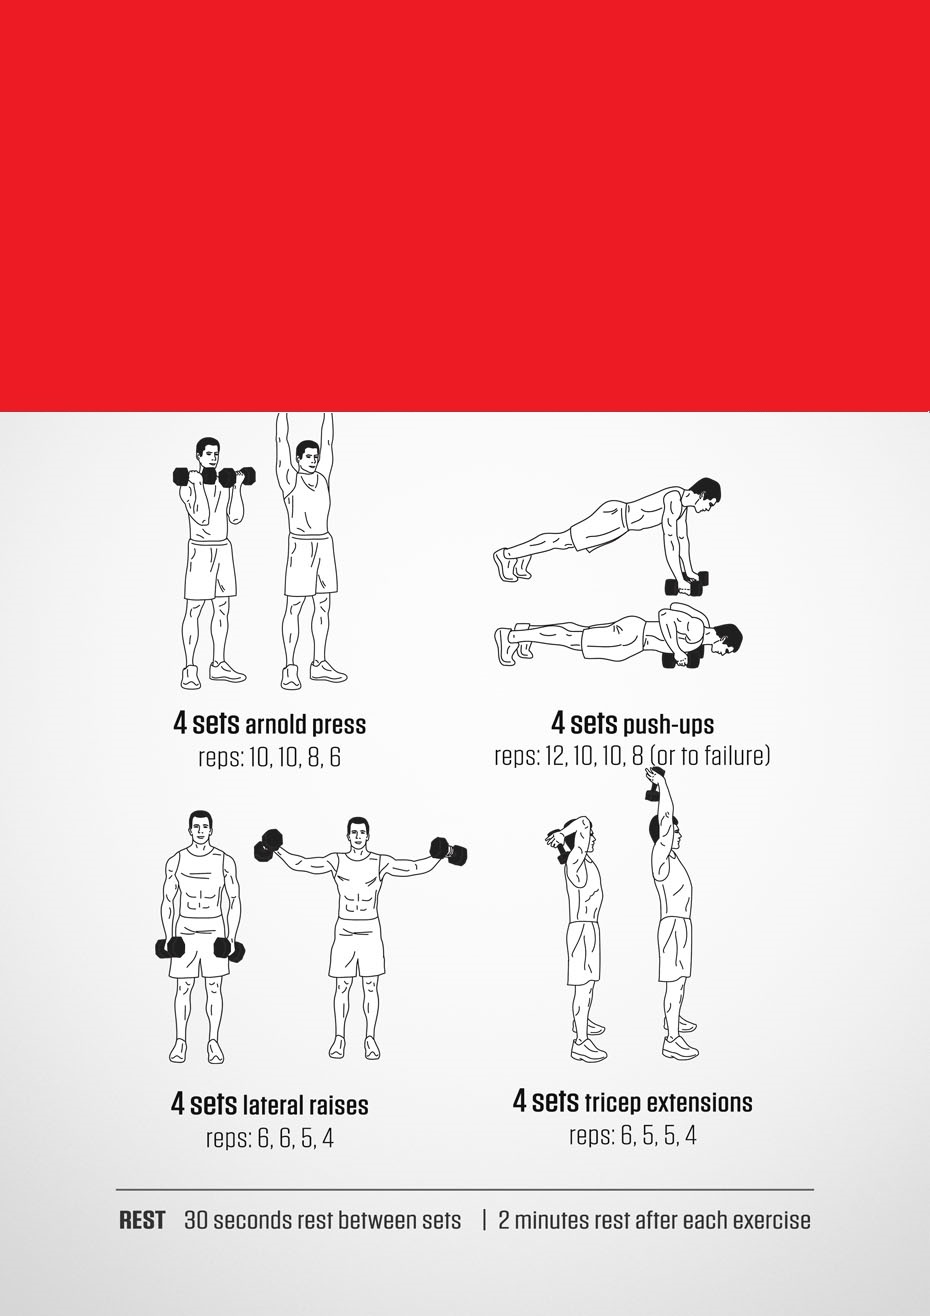 4 sets arnold press
reps: 10, 10, 8, 6
4 sets push-ups
reps: 12, 10, 10, 8 (or to failure)
4 sets lateral raises
reps: 6, 6, 5, 4
4 sets tricep extensions
reps: 6, 5, 5, 4
REST 30 seconds rest between sets | 2 minutes rest after each exercise